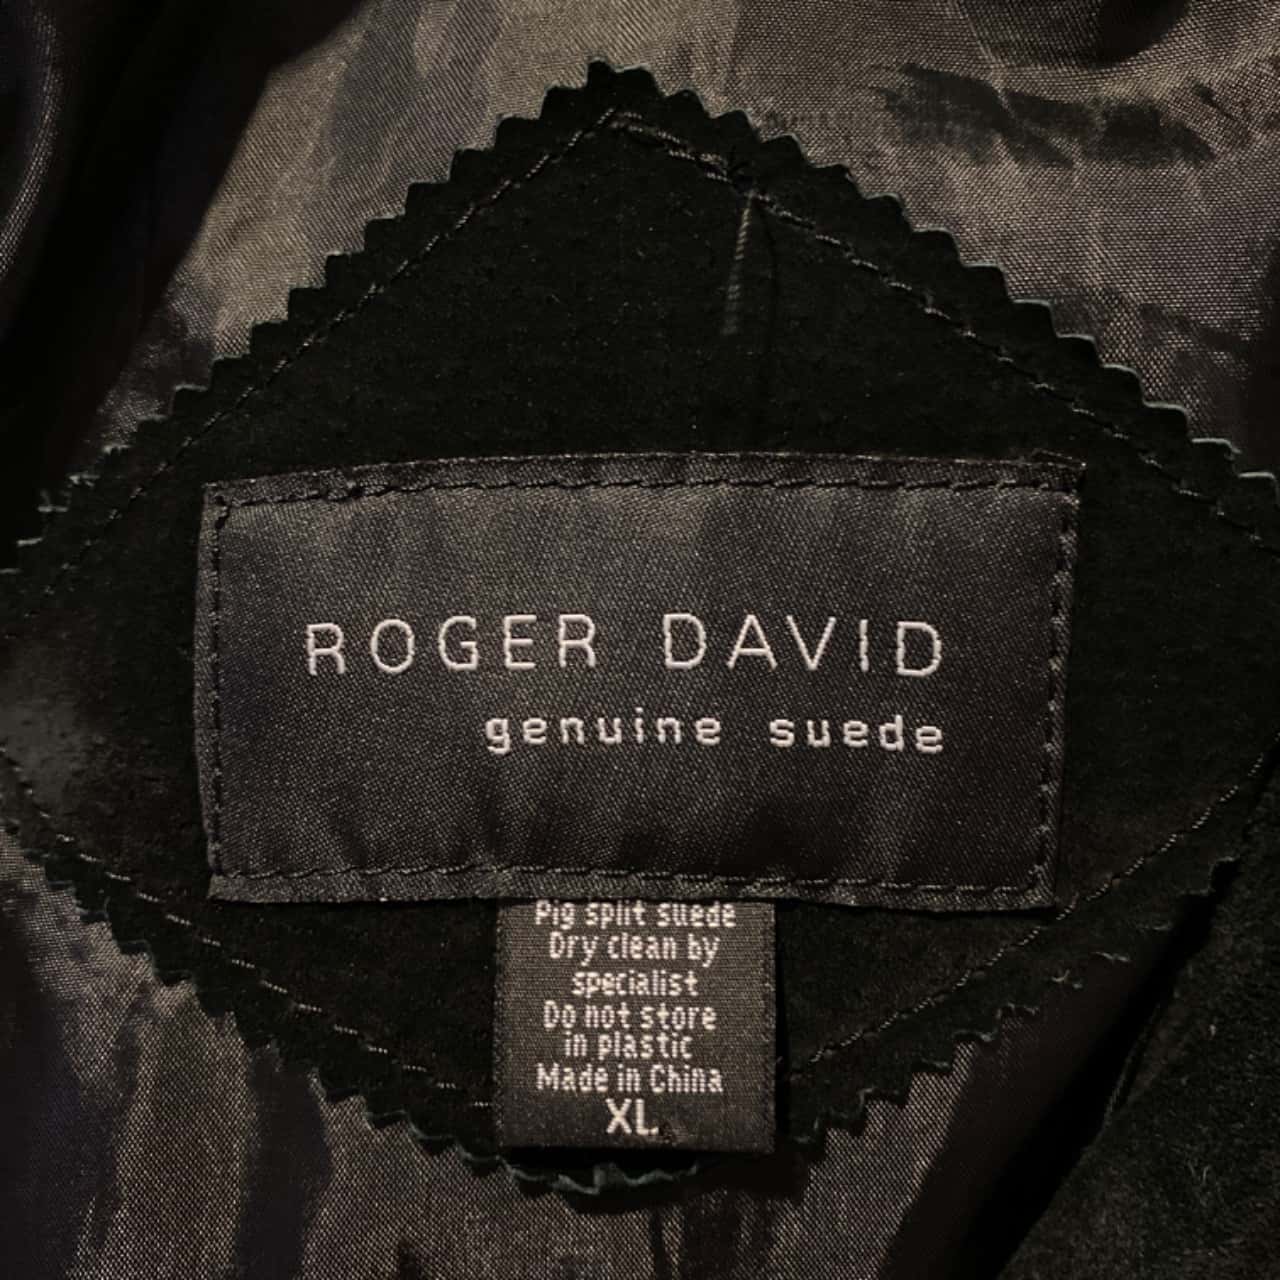 ROGER DAVID
genuine suede
Pig split suede
Dry clean by
specialist
Do not store
in plastic
Made in China
XL